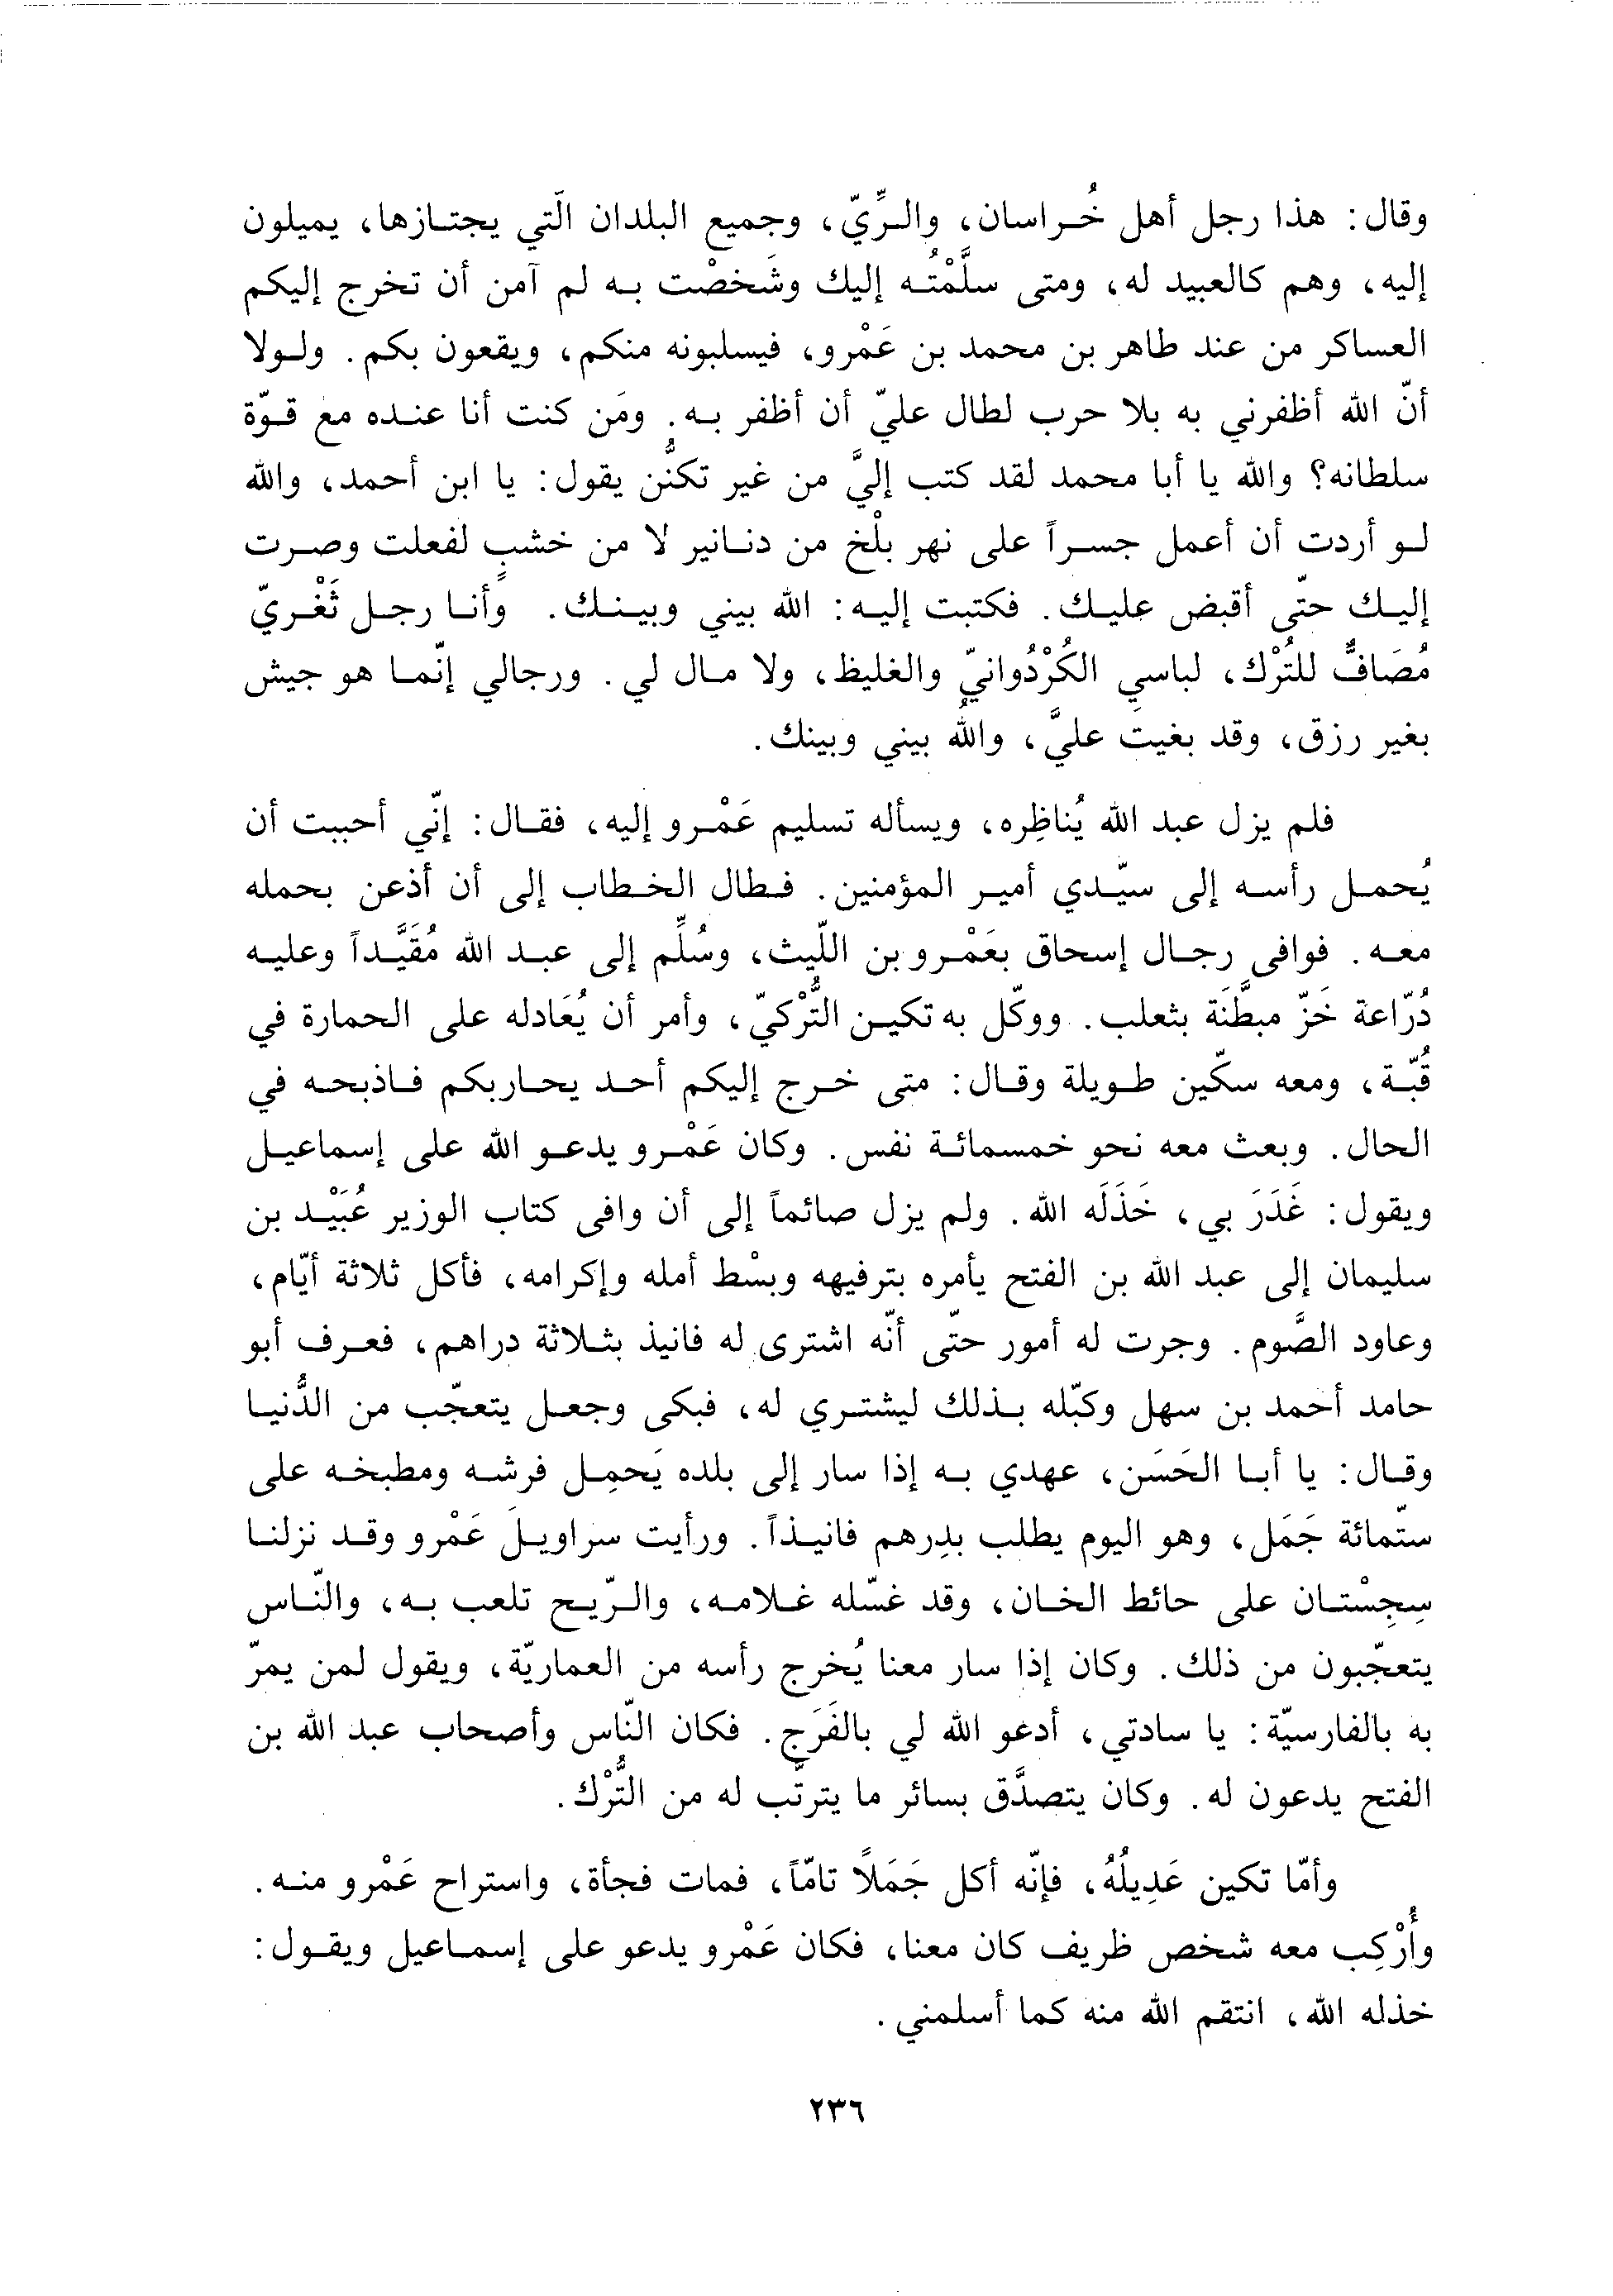 وقال: هذا رجل أهل خُراسان، والرِّيّ، وجميع البلدان الّتي يجتازها، يميلون
إليه، وهم كالعبيد له، ومتى سلَّمْتُه إليك وشَخصْت به لم آمن أن تخرج إليكم
العساكر من عند طاهر بن محمد بن عَمْرو، فيسلبونه منكم، ويقعون بكم. ولولا
أنّ الله أظفرني به بلا حرب لطال عليّ أن أظفر به. ومَن كنت أنا عنده مع قوّة
سلطانه؟ والله يا أبا محمد لقد كتب إليَّ من غير تكنُّن يقول: يا ابن أحمد، والله
لو أردت أن أعمل جسراً على نهر بلْخ من دنانير لا من خشبٍ لفعلت وصرت
إليك حتّى أقبض عليك. فكتبت إليه: الله بيني وبينك. وأنا رجل ثَغْريّ
مُصَافٌّ للتُرْك، لباسي الكُرْدُوانيّ والغليظ، ولا مال لي. ورجالي إنّما هو جيش
بغير رزق، وقد بغيتَ عليَّ، واللهُ بيني وبينك.
فلم يزل عبد الله يُناظِره، ويسأله تسليم عَمْرو إليه، فقال: إنّي أحببت أن
يُحمل رأسه إلى سيّدي أمير المؤمنين. فطال الخطاب إلى أن أذعن بحمله
معه. فوافى رجال إسحاق بعَمْرو بن اللّيث، وسُلِّم إلى عبد الله مُقَيَّداً وعليه
دُرّاعة خَزّ مبطَّنَة بثعلب. ووكّل به تكين التُّرْكيّ، وأمر أن يُعَادله على الحمارة في
قُبّة، ومعه سكّين طويلة وقال: متى خرج إليكم أحد يحاربكم فاذبحه في
الحال. وبعث معه نحو خمسمائة نفس. وكان عَمْرو يدعو الله على إسماعيل
ويقول: غَدَرَ بي، خَذَلَه الله. ولم يزل صائماً إلى أن وافى كتاب الوزير عُبَيْد بن
سليمان إلى عبد الله بن الفتح يأمره بترفيهه وبسْط أمله وإكرامه، فأكل ثلاثة أيّام،
وعاود الصَّوم. وجرت له أمور حتّى أنّه اشترى له فانيذ بثلاثة دراهم، فعرف أبو
حامد أحمد بن سهل وكبّله بذلك ليشتري له، فبكى وجعل يتعجّب من الدُّنيا
وقال: يا أبا الحَسَن، عهدي به إذا سار إلى بلده يَحمِل فرشه ومطبخه على
ستّمائة جَمَل، وهو اليوم يطلب بدِرهم فانيذاً. ورأيت سراويلَ عَمْرو وقد نزلنا
سِجِسْتان على حائط الخان، وقد غسّله غلامه، والرّيح تلعب به، والنّاس
يتعجّبون من ذلك. وكان إذا سار معنا يُخرج رأسه من العماريّة، ويقول لمن يمرّ
به بالفارسيّة: يا سادتي، أدعو الله لي بالفَرَج. فكان النّاس وأصحاب عبد الله بن
الفتح يدعون له. وكان يتصدَّق بسائر ما يترتَّب له من التُّرْك.
وأمّا تكين عَدِيلُهُ، فإنّه أكل جَمَلاً تامّاً، فمات فجأة، واستراح عَمْرو منه.
وأُرْكِب معه شخص ظريف كان معنا، فكان عَمْرو يدعو على إسماعيل ويقول:
خذله الله، انتقم الله منه كما أسلمني.
٢٣٦